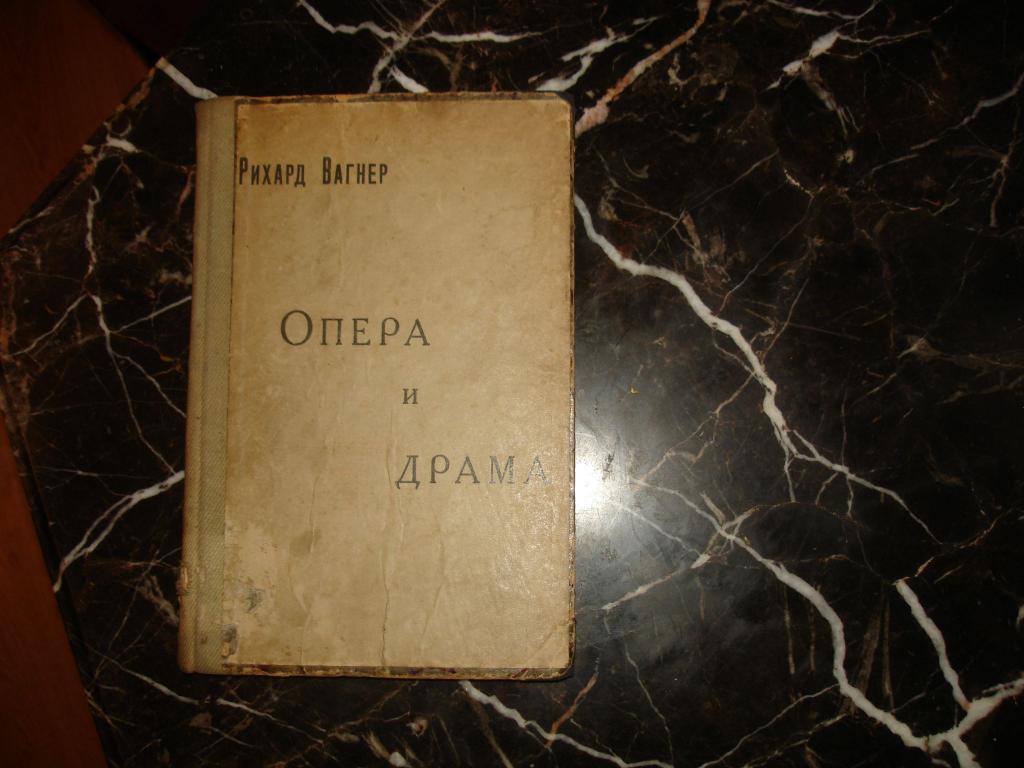 Рихард Вагнер
Опера
и
драма